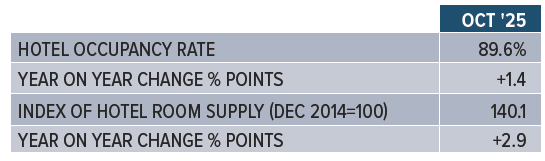 OCT '25
HOTEL OCCUPANCY RATE 89.6%
YEAR ON YEAR CHANGE % POINTS +1.4
INDEX OF HOTEL ROOM SUPPLY (DEC 2014=100) 140.1
YEAR ON YEAR CHANGE % POINTS +2.9